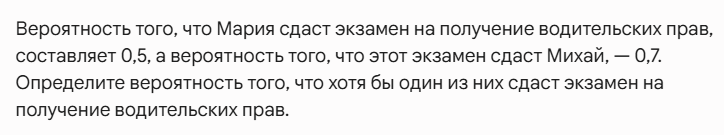 Вероятность того, что Мария сдаст экзамен на получение водительских прав,
составляет 0,5, а вероятность того, что этот экзамен сдаст Михай, — 0,7.
Определите вероятность того, что хотя бы один из них сдаст экзамен на
получение водительских прав.